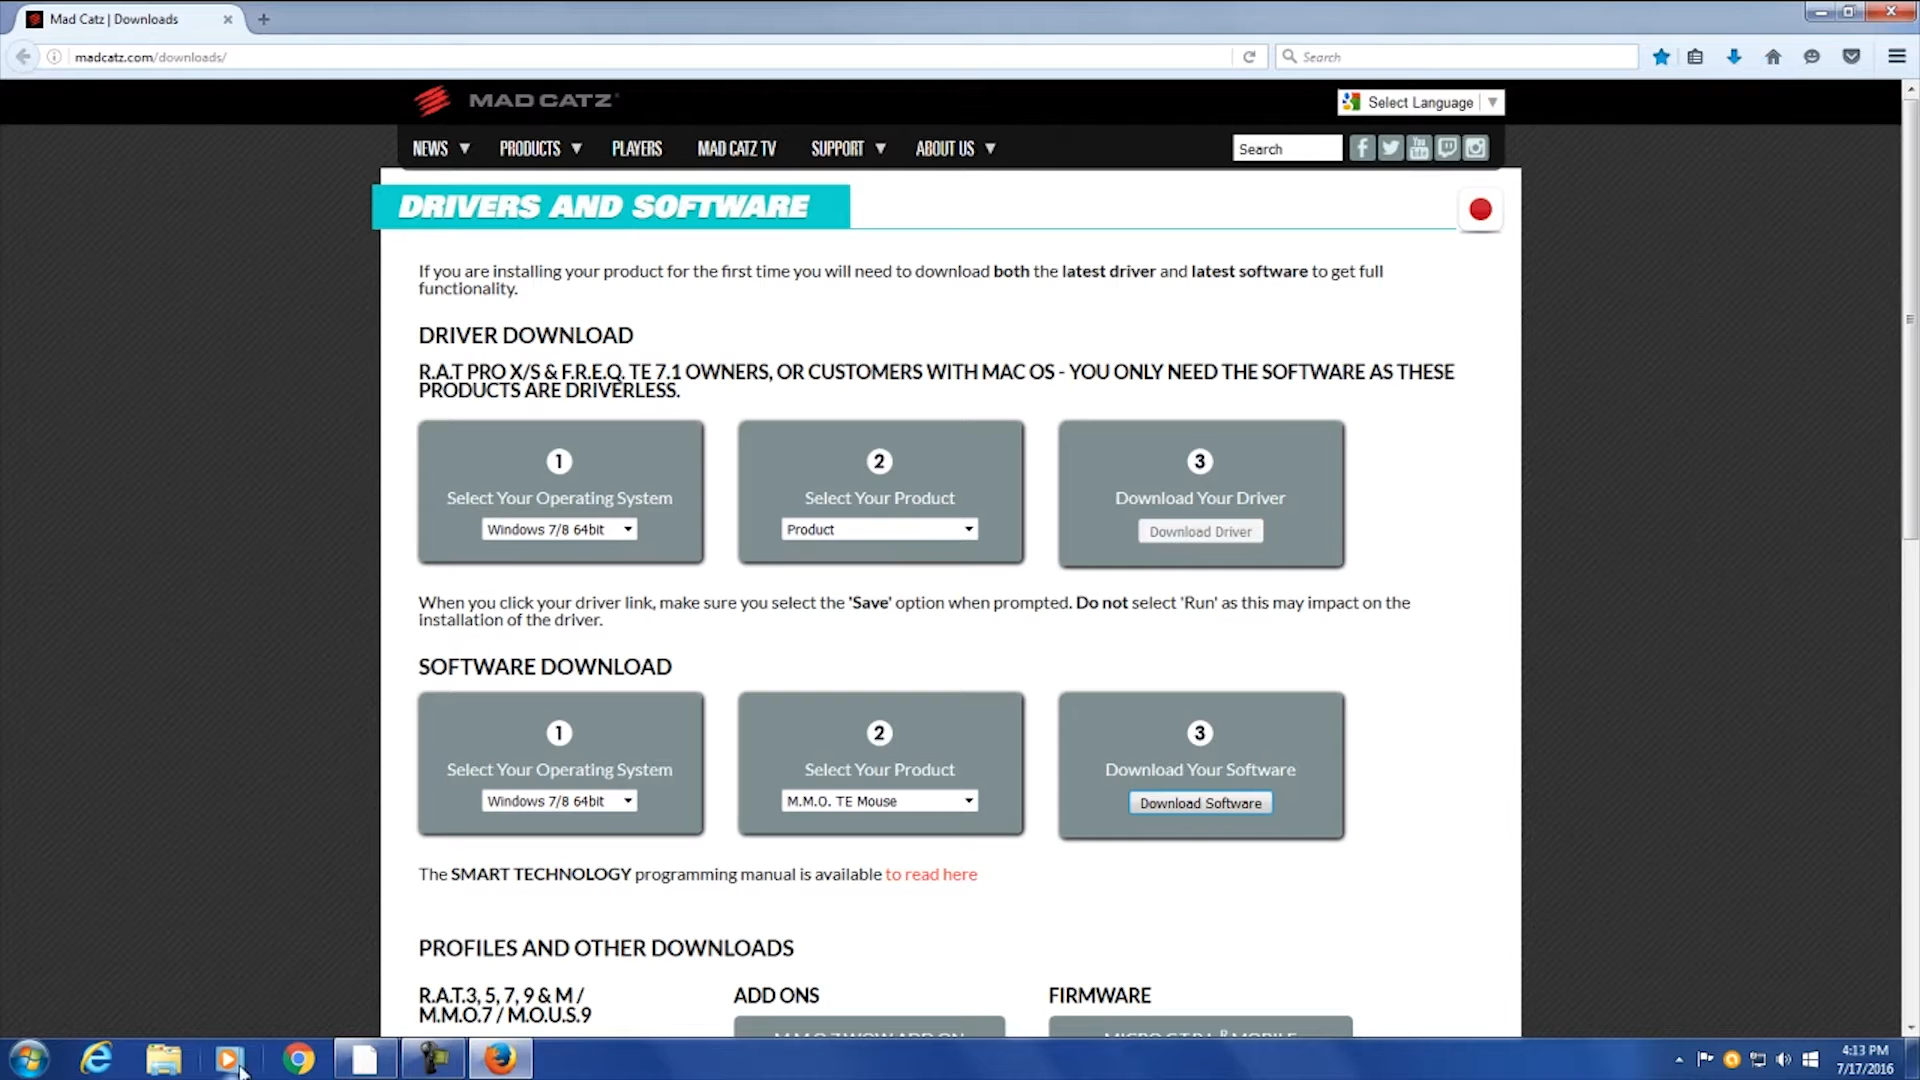 Mad Catz | Downloads
madcatz.com/downloads/
Search
MAD CATZ
Select Language
NEWS PRODUCTS PLAYERS MAD CATZ TV SUPPORT ABOUT US
Search
DRIVERS AND SOFTWARE
If you are installing your product for the first time you will need to download both the latest driver and latest software to get full
functionality.
DRIVER DOWNLOAD
R.A.T PRO X/S & F.R.E.Q. TE 7.1 OWNERS, OR CUSTOMERS WITH MAC OS - YOU ONLY NEED THE SOFTWARE AS THESE
PRODUCTS ARE DRIVERLESS.
1
Select Your Operating System
Windows 7/8 64bit
2
Select Your Product
Product
3
Download Your Driver
Download Driver
When you click your driver link, make sure you select the 'Save' option when prompted. Do not select 'Run' as this may impact on the
installation of the driver.
SOFTWARE DOWNLOAD
1
Select Your Operating System
Windows 7/8 64bit
2
Select Your Product
M.M.O. TE Mouse
3
Download Your Software
Download Software
The SMART TECHNOLOGY programming manual is available to read here
PROFILES AND OTHER DOWNLOADS
R.A.T.3, 5, 7, 9 & M /
M.M.O.7 / M.O.U.S.9
ADD ONS
FIRMWARE
4:13 PM
7/17/2016